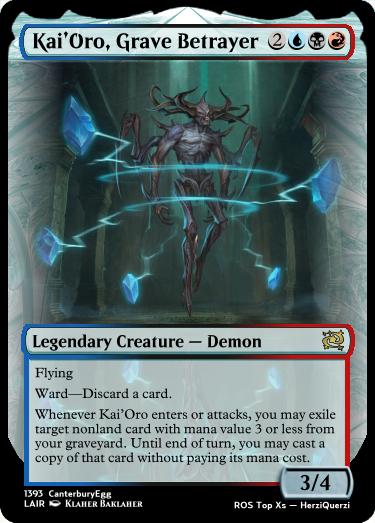 Kai'Oro, Grave Betrayer 2
Legendary Creature — Demon
Flying
Ward—Discard a card.
Whenever Kai'Oro enters or attacks, you may exile
target nonland card with mana value 3 or less from
your graveyard. Until end of turn, you may cast a
copy of that card without paying its mana cost.
3/4
1393 CanterburyEgg
LAIR Klaher Baklaher
ROS Top Xs — HerziQuerzi